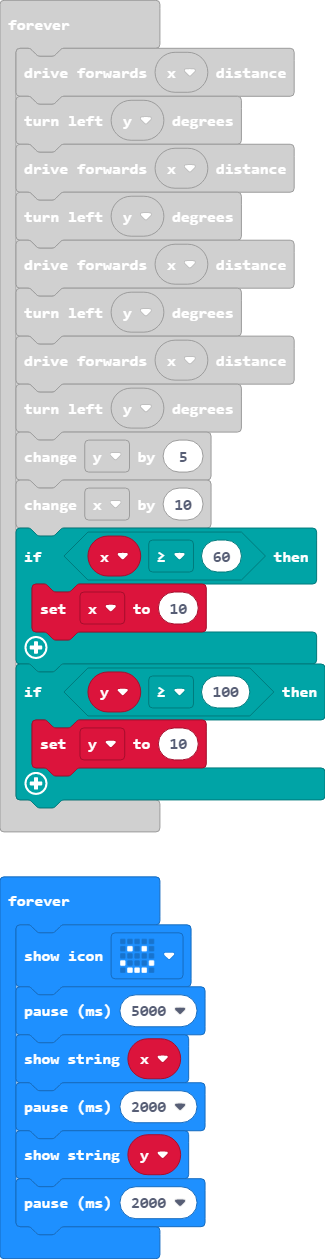 forever
drive forwards x distance
turn left y degrees
drive forwards x distance
turn left y degrees
drive forwards x distance
turn left y degrees
drive forwards x distance
turn left y degrees
change y by 5
change x by 10
if x ≥ 60 then
set x to 10
if y ≥ 100 then
set y to 10
forever
show icon
pause (ms) 5000
show string x
pause (ms) 2000
show string y
pause (ms) 2000